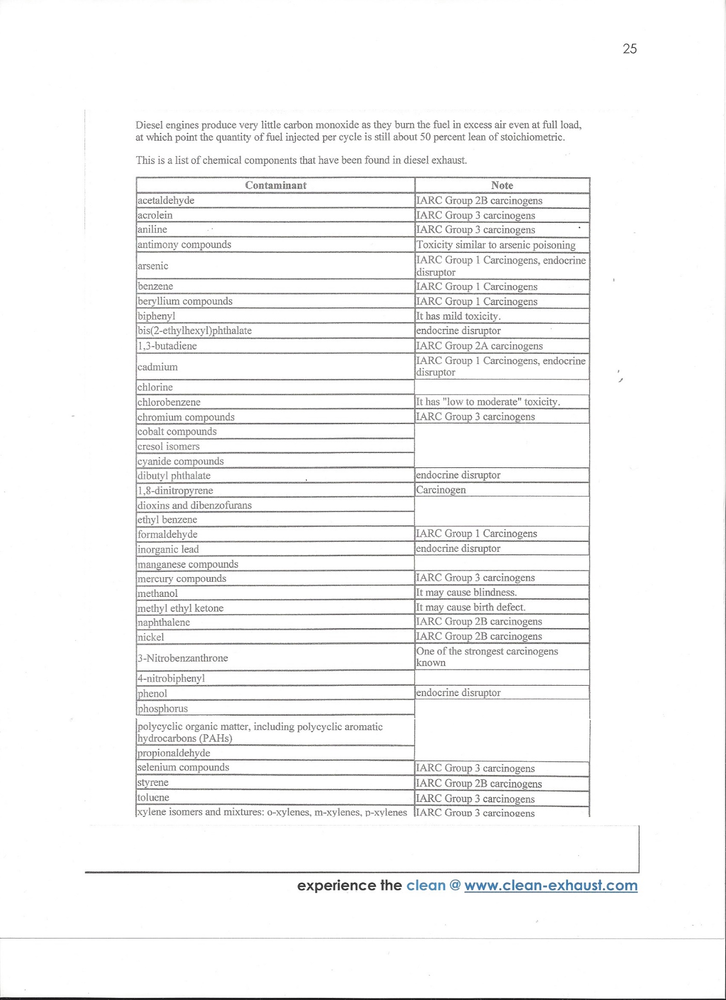 25
Diesel engines produce very little carbon monoxide as they burn the fuel in excess air even at full load,
at which point the quantity of fuel injected per cycle is still about 50 percent lean of stoichiometric.
This is a list of chemical components that have been found in diesel exhaust.
Contaminant Note
acetaldehyde IARC Group 2B carcinogens
acrolein IARC Group 3 carcinogens
aniline IARC Group 3 carcinogens
antimony compounds Toxicity similar to arsenic poisoning
arsenic IARC Group 1 Carcinogens, endocrine
disruptor
benzene IARC Group 1 Carcinogens
beryllium compounds IARC Group 1 Carcinogens
biphenyl It has mild toxicity.
bis(2-ethylhexyl)phthalate endocrine disruptor
1,3-butadiene IARC Group 2A carcinogens
cadmium IARC Group 1 Carcinogens, endocrine
disruptor
chlorine
chlorobenzene It has "low to moderate" toxicity.
chromium compounds IARC Group 3 carcinogens
cobalt compounds
cresol isomers
cyanide compounds
dibutyl phthalate endocrine disruptor
1,8-dinitropyrene Carcinogen
dioxins and dibenzofurans
ethyl benzene
formaldehyde IARC Group 1 Carcinogens
inorganic lead endocrine disruptor
manganese compounds
mercury compounds IARC Group 3 carcinogens
methanol It may cause blindness.
methyl ethyl ketone It may cause birth defect.
naphthalene IARC Group 2B carcinogens
nickel IARC Group 2B carcinogens
3-Nitrobenzanthrone One of the strongest carcinogens
known
4-nitrobiphenyl
phenol endocrine disruptor
phosphorus
polycyclic organic matter, including polycyclic aromatic
hydrocarbons (PAHs)
propionaldehyde
selenium compounds IARC Group 3 carcinogens
styrene IARC Group 2B carcinogens
toluene IARC Group 3 carcinogens
xylene isomers and mixtures: o-xylenes, m-xylenes, p-xylenes IARC Group 3 carcinogens
experience the clean @ www.clean-exhaust.com